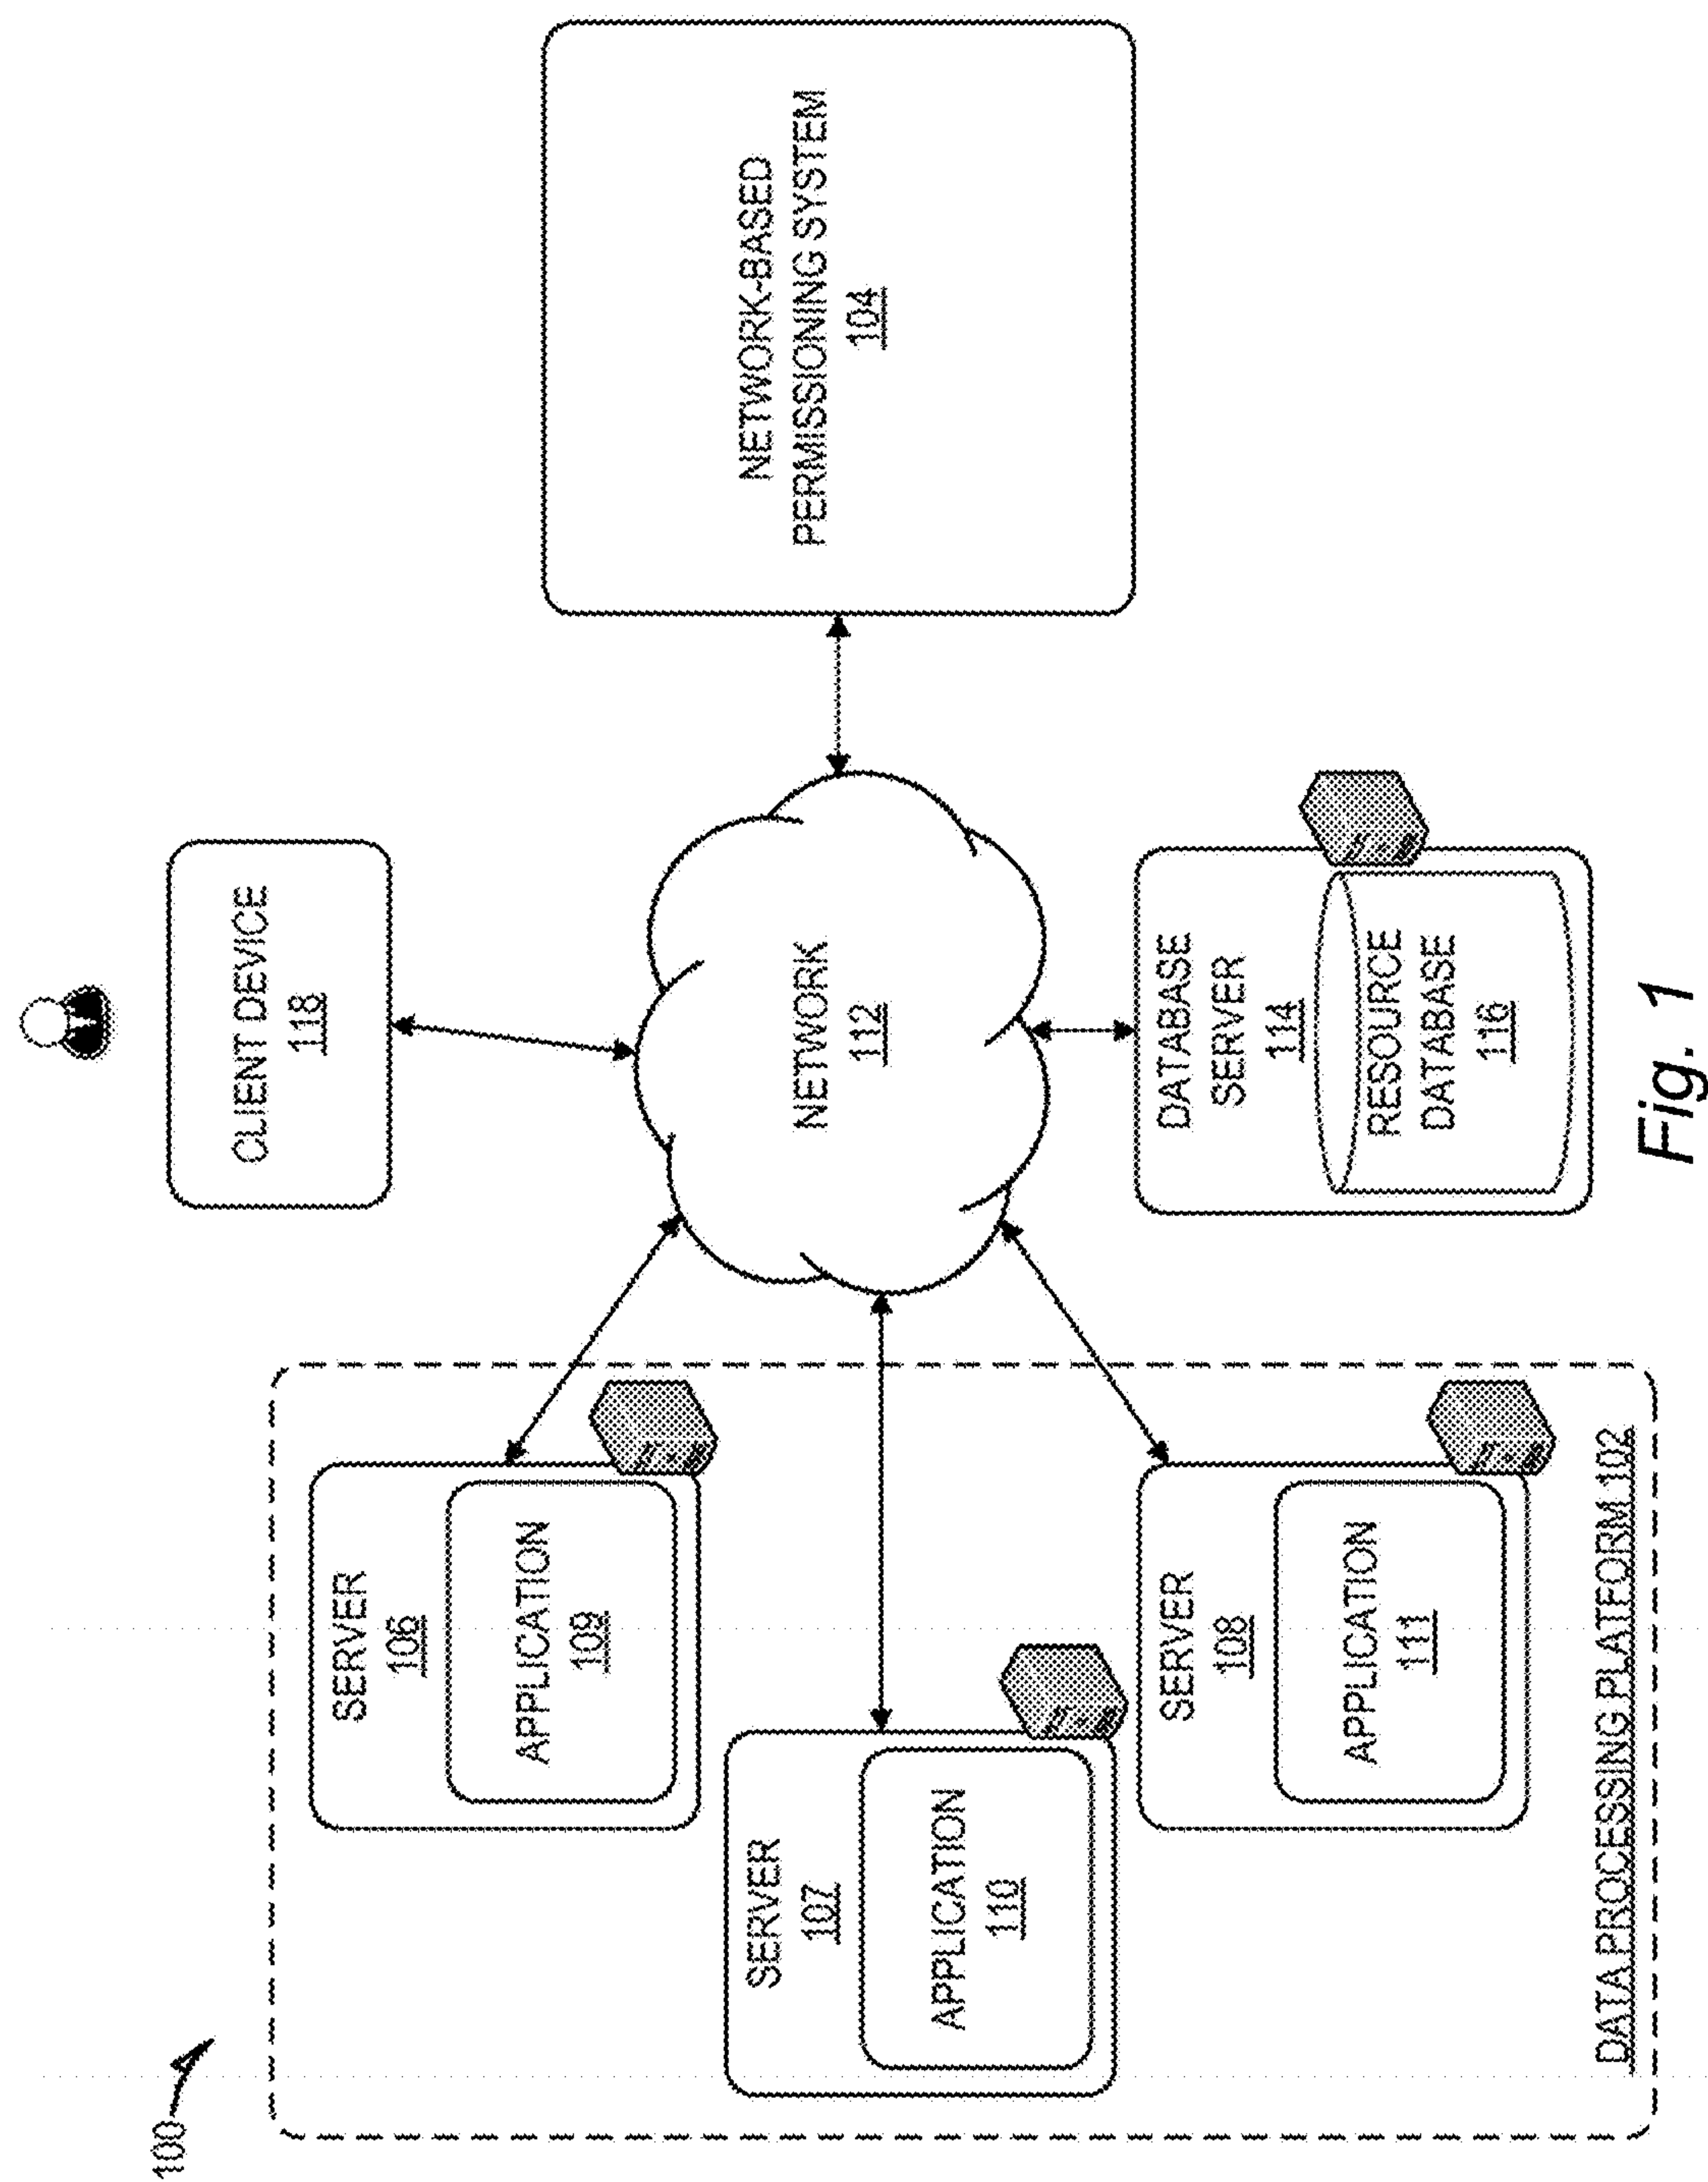 100
CLIENT DEVICE
118
SERVER
106
APPLICATION
109
SERVER
107
APPLICATION
110
SERVER
108
APPLICATION
111
DATA PROCESSING PLATFORM 102
NETWORK
112
NETWORK-BASED
PERMISSIONING SYSTEM
104
DATABASE
SERVER
114
RESOURCE
DATABASE
116
Fig. 1